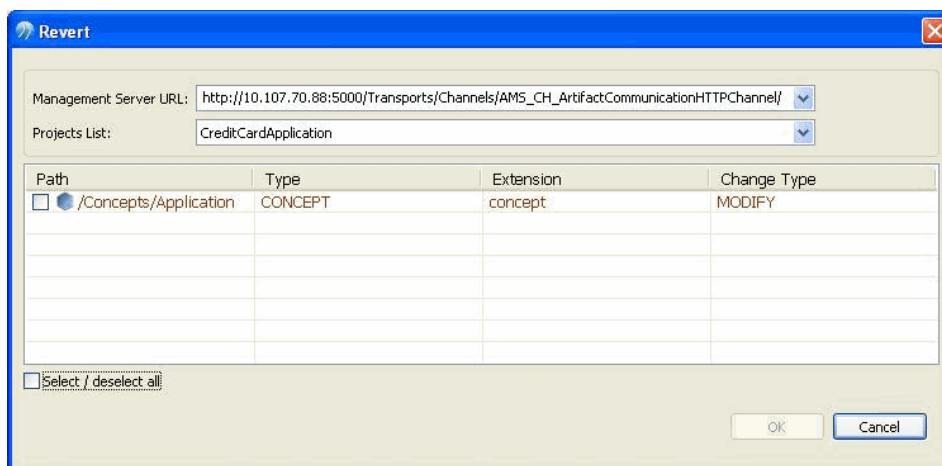 Revert
Management Server URL: http://10.107.70.88:5000/Transports/Channels/AMS_CH_ArtifactCommunicationHTTPChannel/
Projects List: CreditCardApplication
Path Type Extension Change Type
/Concepts/Application CONCEPT concept MODIFY
Select / deselect all
OK Cancel